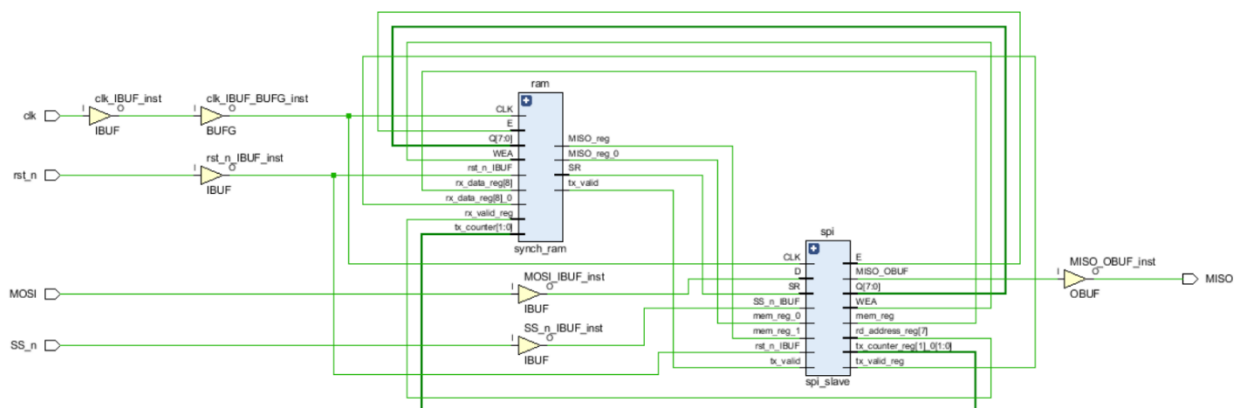 clk
I
clk_IBUF_inst
O
IBUF
I
clk_IBUF_BUFG_inst
O
BUFG
rst_n
I
rst_n_IBUF_inst
O
IBUF
ram
CLK
E
Q[7:0]
WEA
rst_n_IBUF
rx_data_reg[8]
rx_data_reg[8]_0
rx_valid_reg
tx_counter[1:0]
MISO_reg
MISO_reg_0
SR
tx_valid
synch_ram
MOSI
I
MOSI_IBUF_inst
O
IBUF
SS_n
I
SS_n_IBUF_inst
O
IBUF
spi
CLK
D
SR
SS_n_IBUF
mem_reg_0
mem_reg_1
rst_n_IBUF
tx_valid
E
MISO_OBUF
Q[7:0]
WEA
mem_reg
rd_address_reg[7]
tx_counter_reg[1]_0[1:0]
tx_valid_reg
spi_slave
I
MISO_OBUF_inst
O
OBUF
MISO